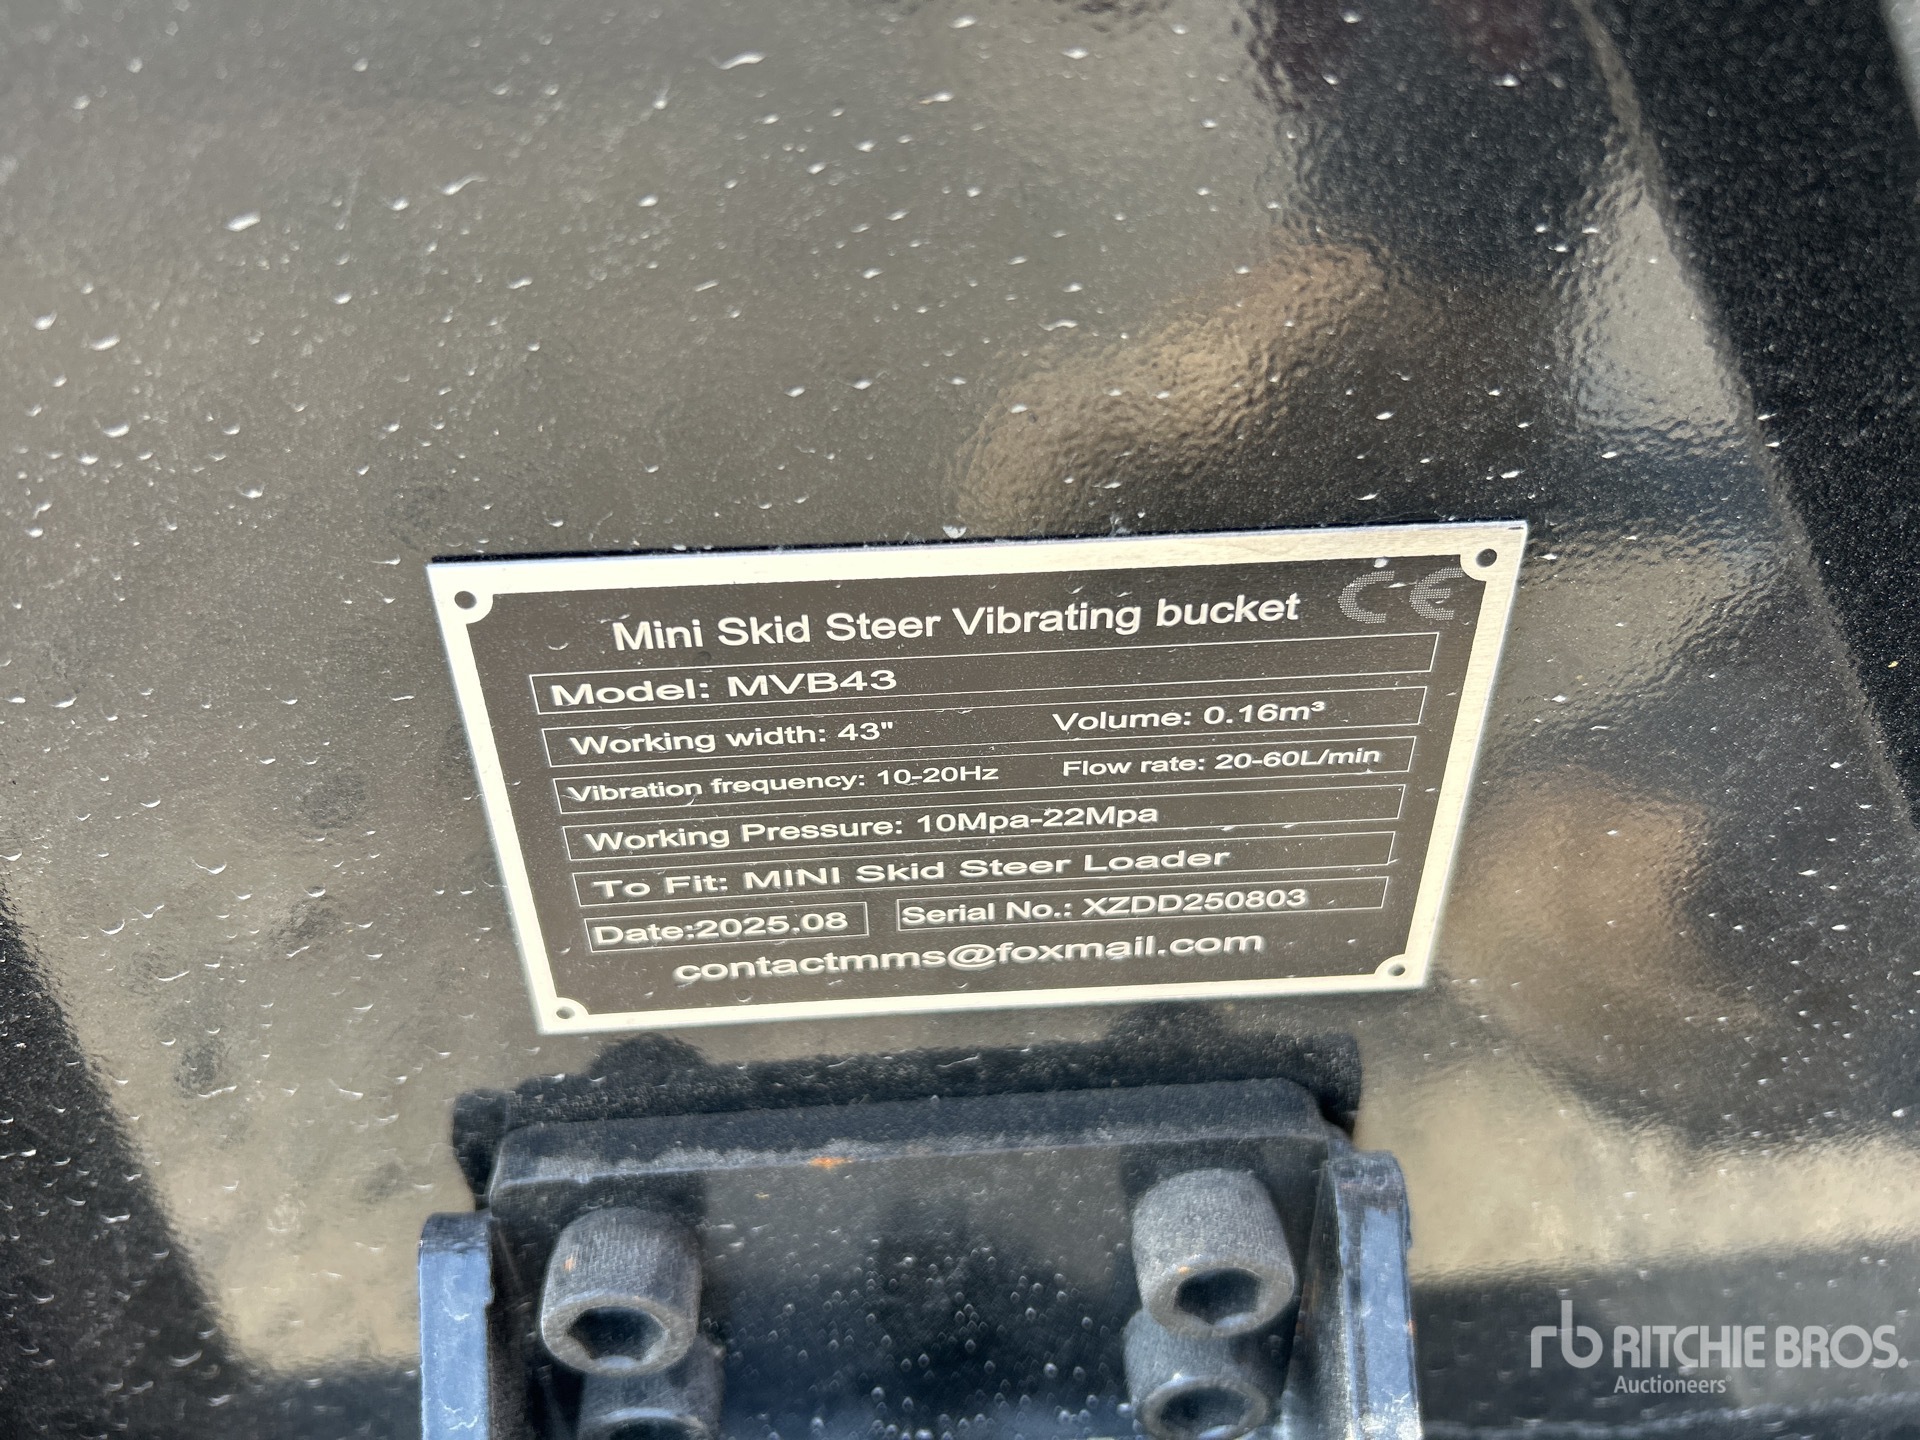 Mini Skid Steer Vibrating bucket CE
Model: MVB43
Working width: 43" Volume: 0.16m³
Vibration frequency: 10-20Hz Flow rate: 20-60L/min
Working Pressure: 10Mpa-22Mpa
To Fit: MINI Skid Steer Loader
Date:2025.08 Serial No.: XZDD250803
contactmms@foxmail.com
rb RITCHIE BROS.
Auctioneers